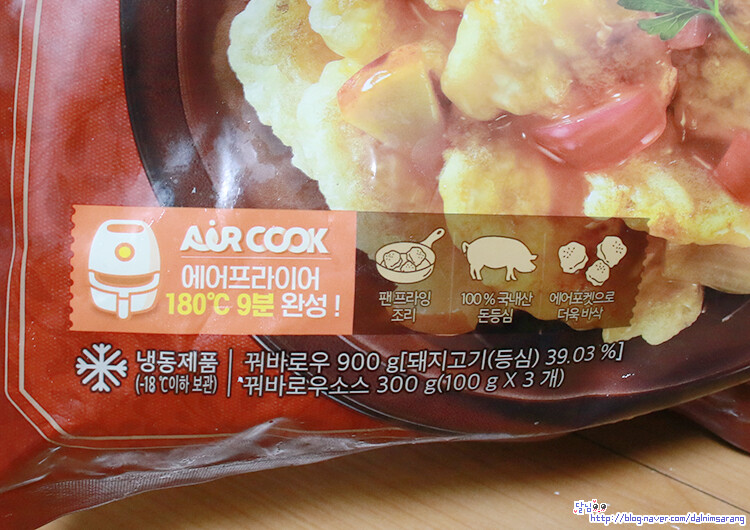 AiR COOK
에어프라이어
180℃ 9분 완성 !
팬프라잉
조리
100 % 국내산
돈등심
에어포켓으로
더욱 바삭
냉동제품
(-18 ℃이하 보관)
꿔바로우 900 g[돼지고기(등심) 39.03 %]
*꿔바로우소스 300 g(100 g X 3 개)
달님
http://blog.naver.com/dalnimsarang